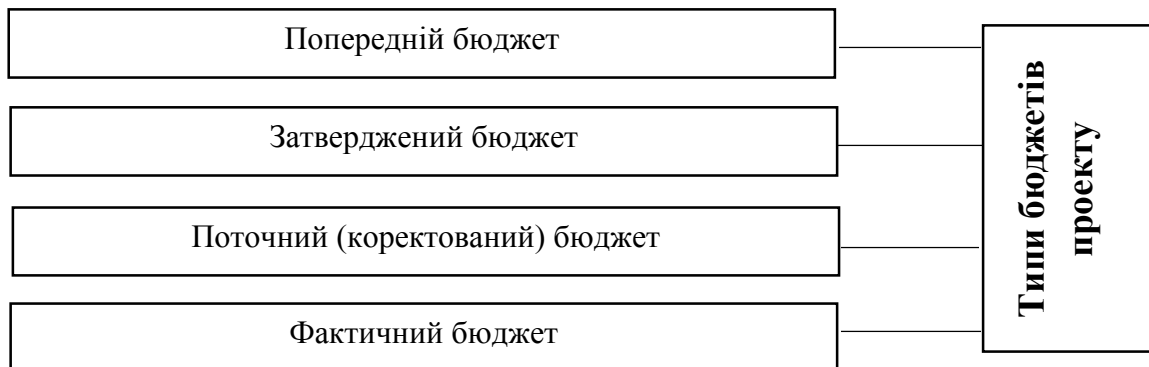 Попередній бюджет
Затверджений бюджет
Поточний (коректований) бюджет
Фактичний бюджет
Типи бюджетів
проекту